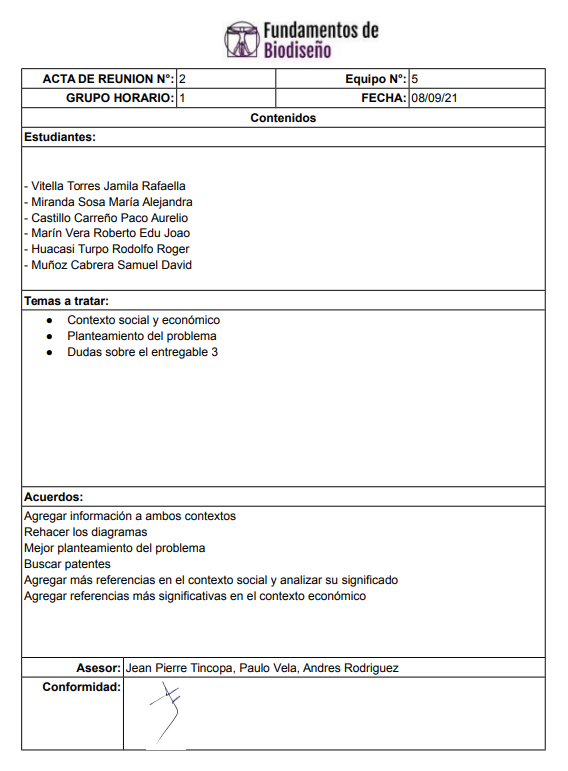 Fundamentos de
Biodiseño
ACTA DE REUNION N°: 2 Equipo N°: 5
GRUPO HORARIO: 1 FECHA: 08/09/21
Contenidos
Estudiantes:
- Vitella Torres Jamila Rafaella
- Miranda Sosa María Alejandra
- Castillo Carreño Paco Aurelio
- Marín Vera Roberto Edu Joao
- Huacasi Turpo Rodolfo Roger
- Muñoz Cabrera Samuel David
Temas a tratar:
● Contexto social y económico
● Planteamiento del problema
● Dudas sobre el entregable 3
Acuerdos:
Agregar información a ambos contextos
Rehacer los diagramas
Mejor planteamiento del problema
Buscar patentes
Agregar más referencias en el contexto social y analizar su significado
Agregar referencias más significativas en el contexto económico
Asesor: Jean Pierre Tincopa, Paulo Vela, Andres Rodriguez
Conformidad: